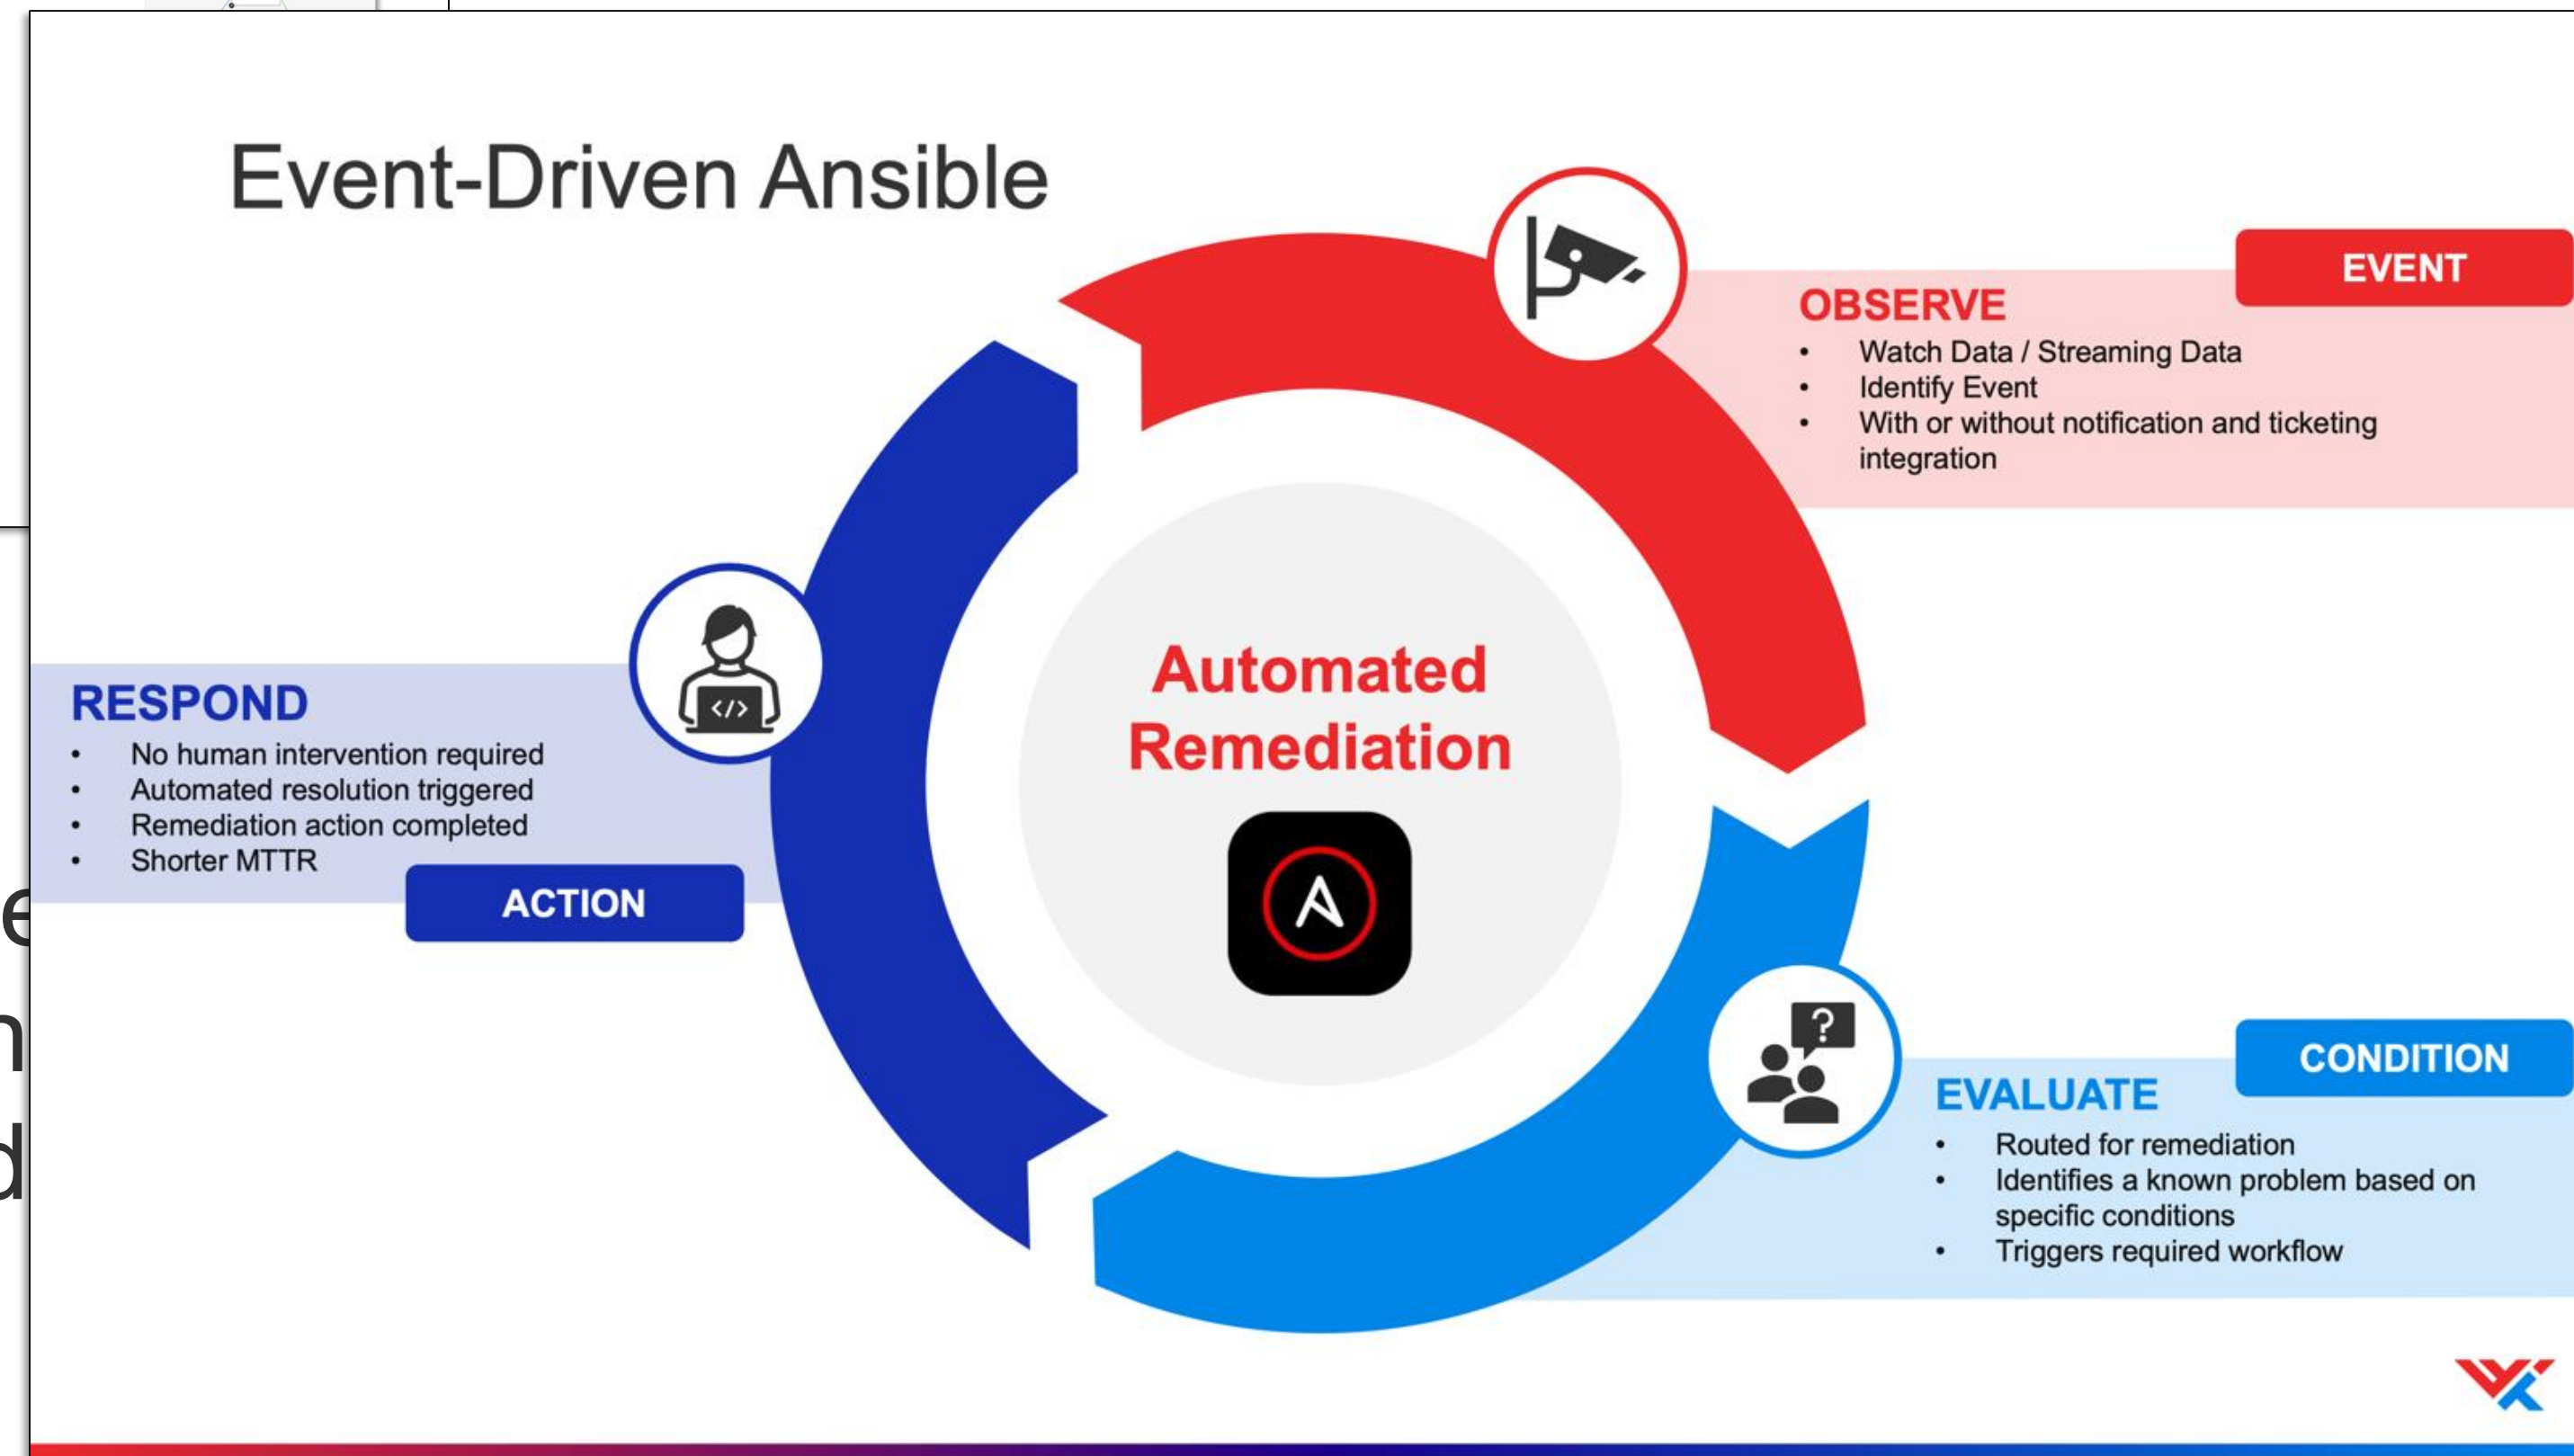 Event-Driven Ansible
EVENT
OBSERVE
• Watch Data / Streaming Data
• Identify Event
• With or without notification and ticketing
integration
Automated
Remediation
RESPOND
• No human intervention required
• Automated resolution triggered
• Remediation action completed
• Shorter MTTR
ACTION
</>
?
CONDITION
EVALUATE
• Routed for remediation
• Identifies a known problem based on
specific conditions
• Triggers required workflow